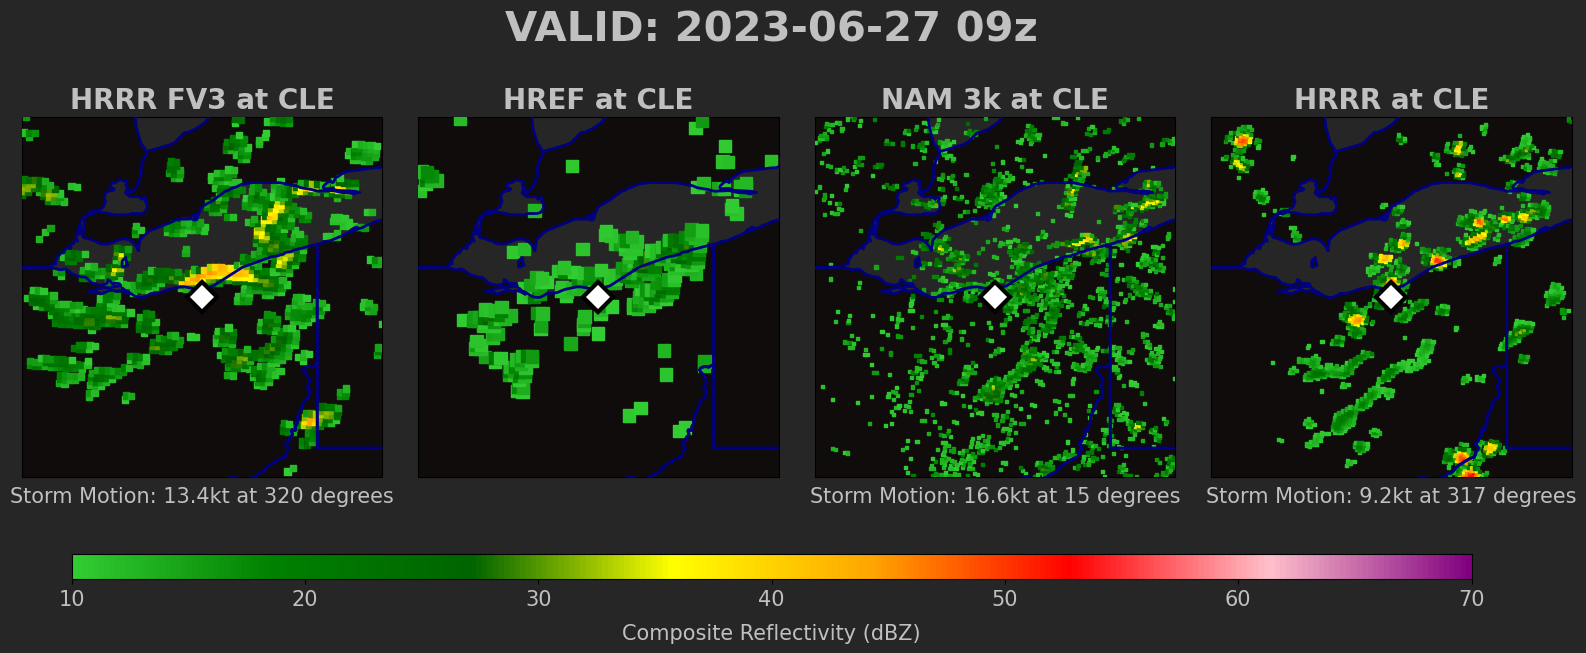 VALID: 2023-06-27 09z
HRRR FV3 at CLE
HREF at CLE
NAM 3k at CLE
HRRR at CLE
Storm Motion: 13.4kt at 320 degrees
Storm Motion: 16.6kt at 15 degrees
Storm Motion: 9.2kt at 317 degrees
10 20 30 40 50 60 70
Composite Reflectivity (dBZ)